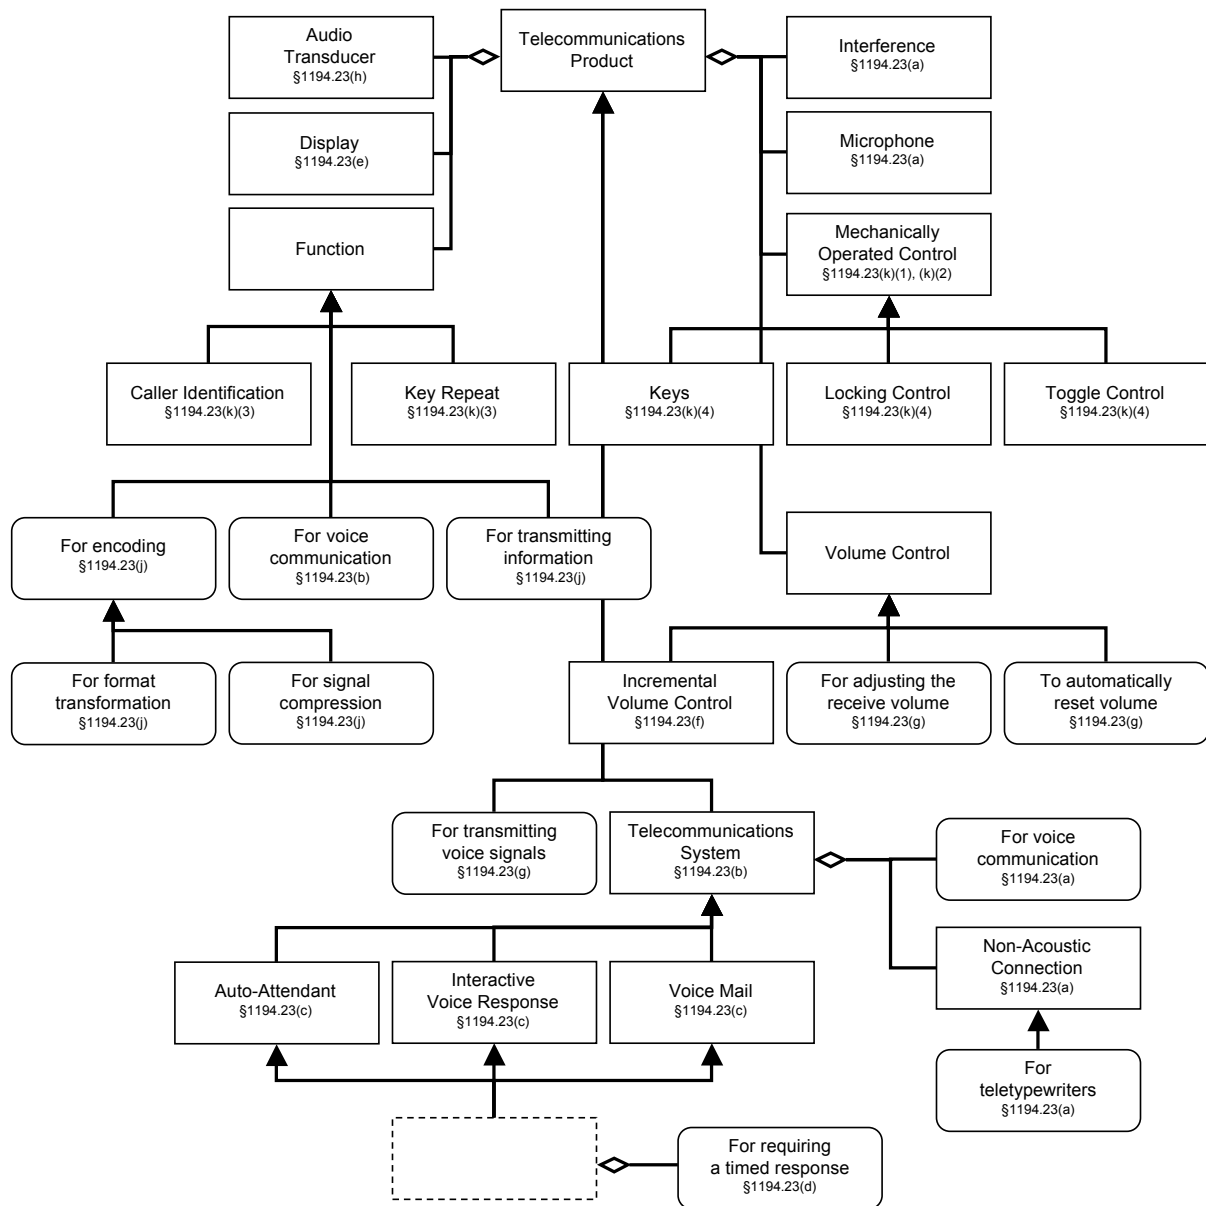 Audio
Transducer
§1194.23(h)
Telecommunications
Product
Interference
§1194.23(a)
Display
§1194.23(e)
Microphone
§1194.23(a)
Function
Mechanically
Operated Control
§1194.23(k)(1), (k)(2)
Caller Identification
§1194.23(k)(3)
Key Repeat
§1194.23(k)(3)
Keys
§1194.23(k)(4)
Locking Control
§1194.23(k)(4)
Toggle Control
§1194.23(k)(4)
For encoding
§1194.23(j)
For voice
communication
§1194.23(b)
For transmitting
information
§1194.23(j)
Volume Control
For format
transformation
§1194.23(j)
For signal
compression
§1194.23(j)
Incremental
Volume Control
§1194.23(f)
For adjusting the
receive volume
§1194.23(g)
To automatically
reset volume
§1194.23(g)
For transmitting
voice signals
§1194.23(g)
Telecommunications
System
§1194.23(b)
For voice
communication
§1194.23(a)
Auto-Attendant
§1194.23(c)
Interactive
Voice Response
§1194.23(c)
Voice Mail
§1194.23(c)
Non-Acoustic
Connection
§1194.23(a)
For
teletypewriters
§1194.23(a)
For requiring
a timed response
§1194.23(d)